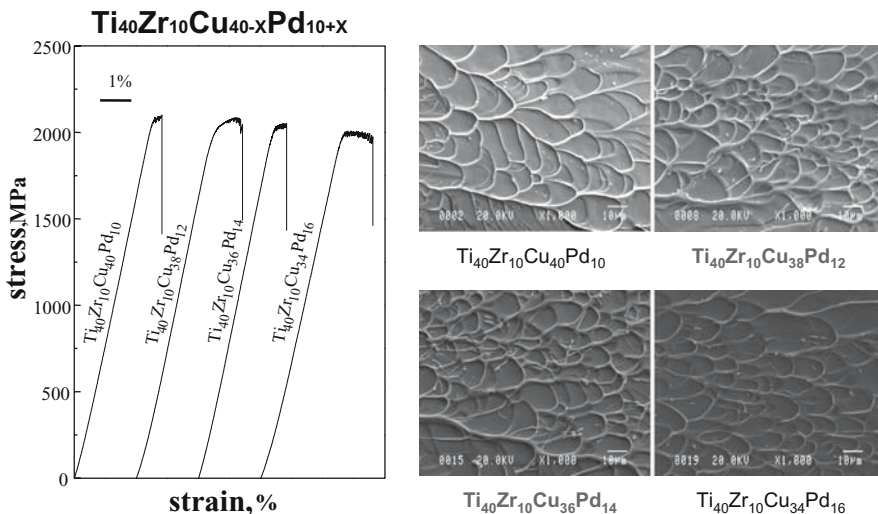 Ti40Zr10Cu40-XPd10+X
2500
2000
1500
1000
500
0
stress,MPa
1%
Ti40Zr10Cu40Pd10
Ti40Zr10Cu38Pd12
Ti40Zr10Cu36Pd14
Ti40Zr10Cu34Pd16
strain,%
0002 20.0KV X1,000 10μm
0008 20.0KV X1,000 10μm
Ti40Zr10Cu40Pd10
Ti40Zr10Cu38Pd12
0015 20.0KV X1,000 10μm
0019 20.0KV X1,000 10μm
Ti40Zr10Cu36Pd14
Ti40Zr10Cu34Pd16